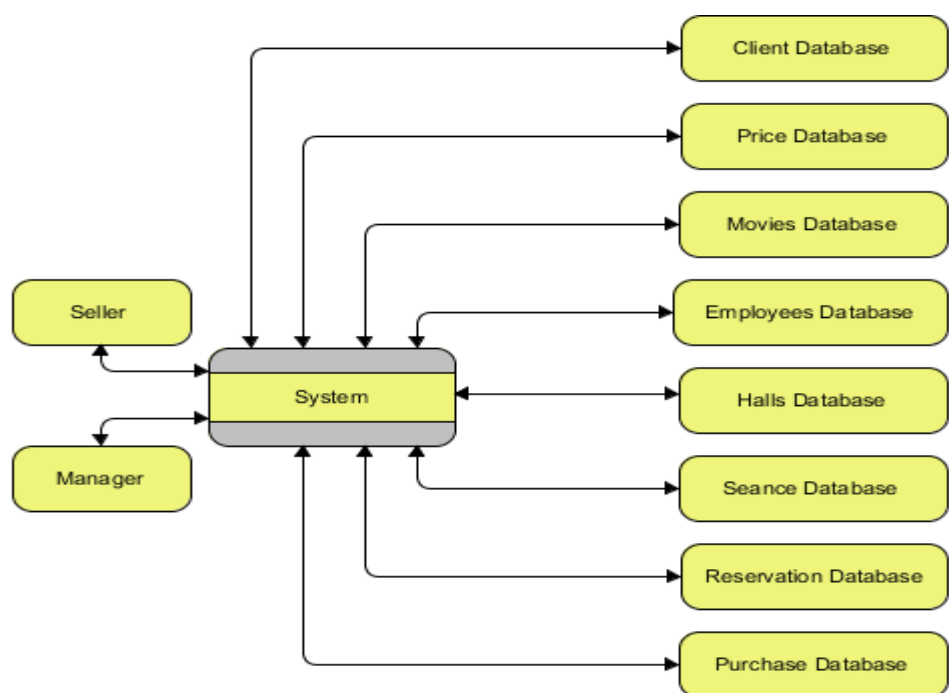 Client Database
Price Database
Movies Database
Seller
Employees Database
System
Halls Database
Manager
Seance Database
Reservation Database
Purchase Database